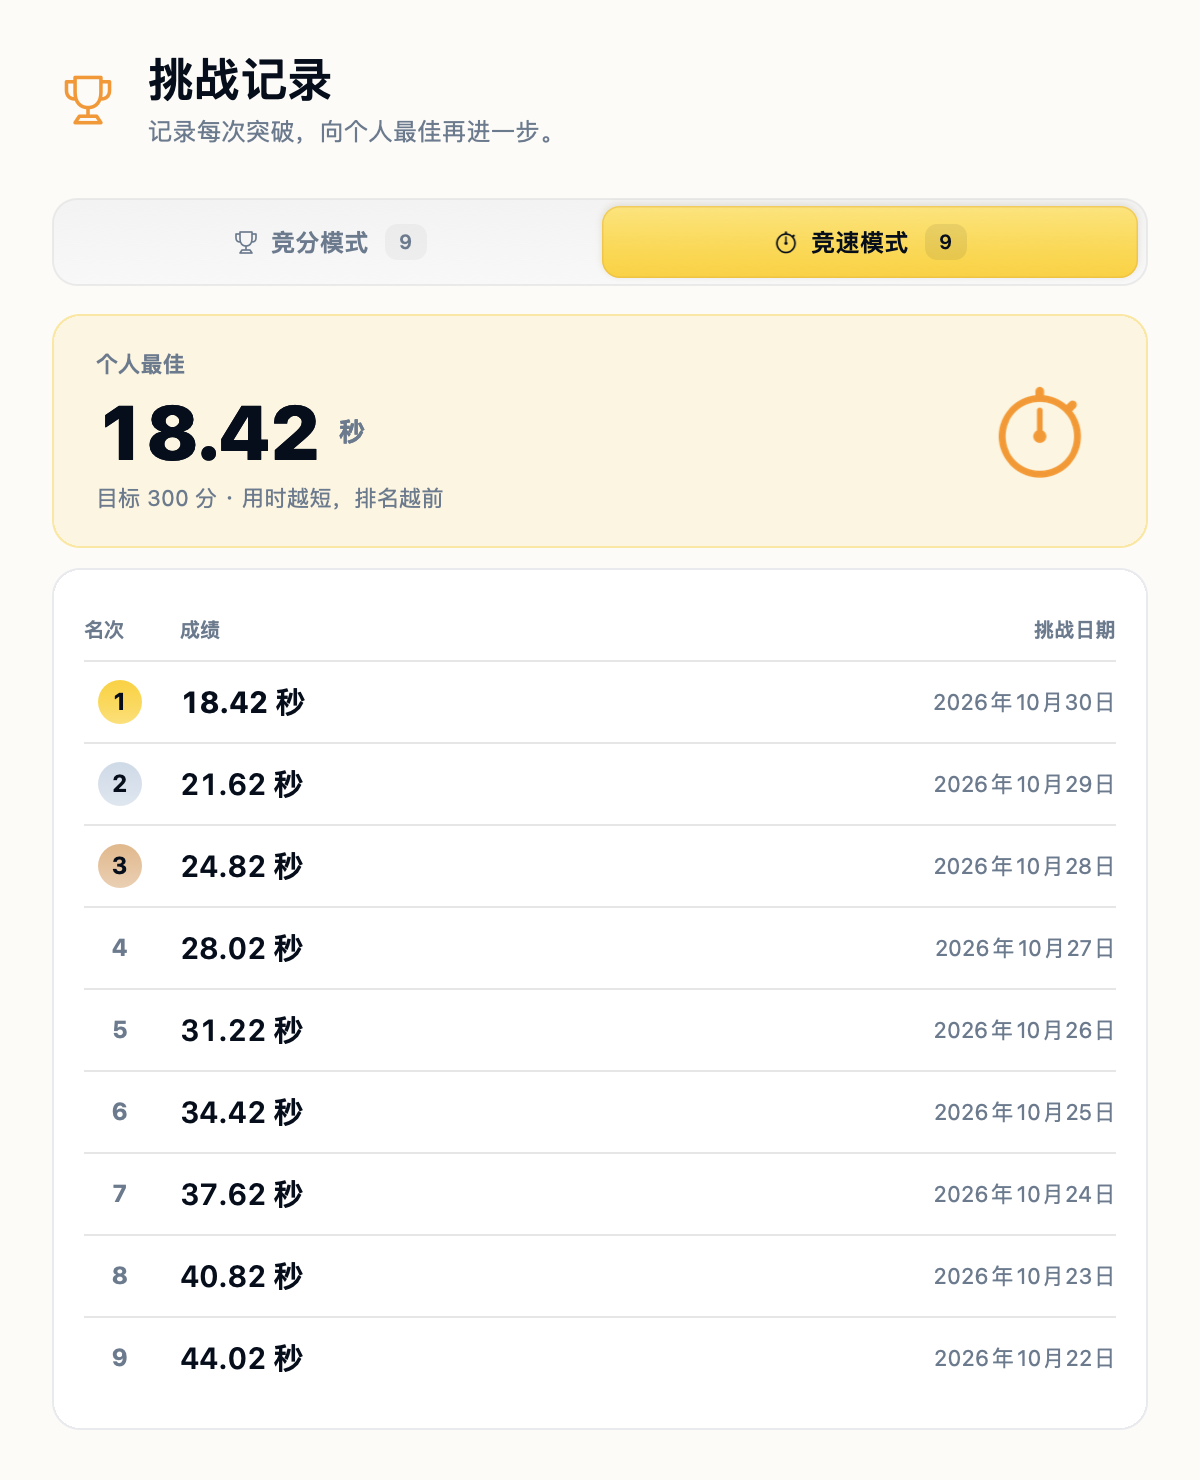 挑战记录
记录每次突破，向个人最佳再进一步。
竞分模式 9
竞速模式 9
个人最佳
18.42 秒
目标 300 分 · 用时越短，排名越前
名次 成绩 挑战日期
1 18.42 秒 2026年10月30日
2 21.62 秒 2026年10月29日
3 24.82 秒 2026年10月28日
4 28.02 秒 2026年10月27日
5 31.22 秒 2026年10月26日
6 34.42 秒 2026年10月25日
7 37.62 秒 2026年10月24日
8 40.82 秒 2026年10月23日
9 44.02 秒 2026年10月22日